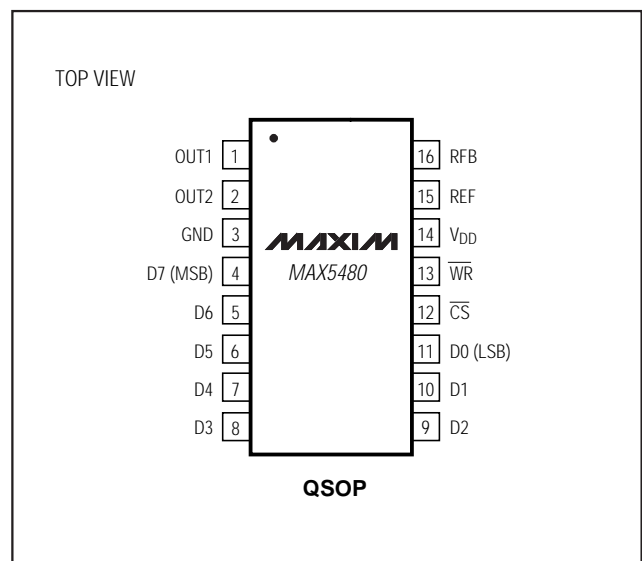 TOP VIEW
OUT1 1 16 RFB
OUT2 2 15 REF
GND 3 MAXIM 14 VDD
D7 (MSB) 4 MAX5480 13 WR
D6 5 12 CS
D5 6 11 D0 (LSB)
D4 7 10 D1
D3 8 9 D2
QSOP